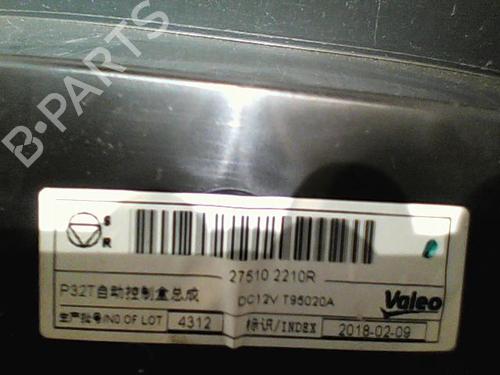 B-PARTS
S
R
27510 2210R
P32T自动控制盒总成 DC12V T95020A
Valeo
生产批号/NO OF LOT 4312 标识/INDEX 2018-02-09